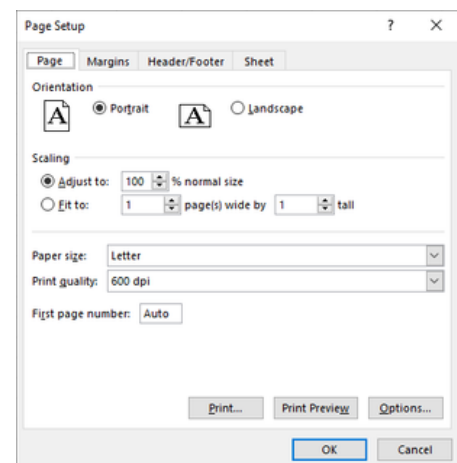 Page Setup ? ×
Page Margins Header/Footer Sheet
Orientation
A Portrait A Landscape
Scaling
Adjust to: 100 % normal size
Fit to: 1 page(s) wide by 1 tall
Paper size: Letter
Print quality: 600 dpi
First page number: Auto
Print... Print Preview Options...
OK Cancel